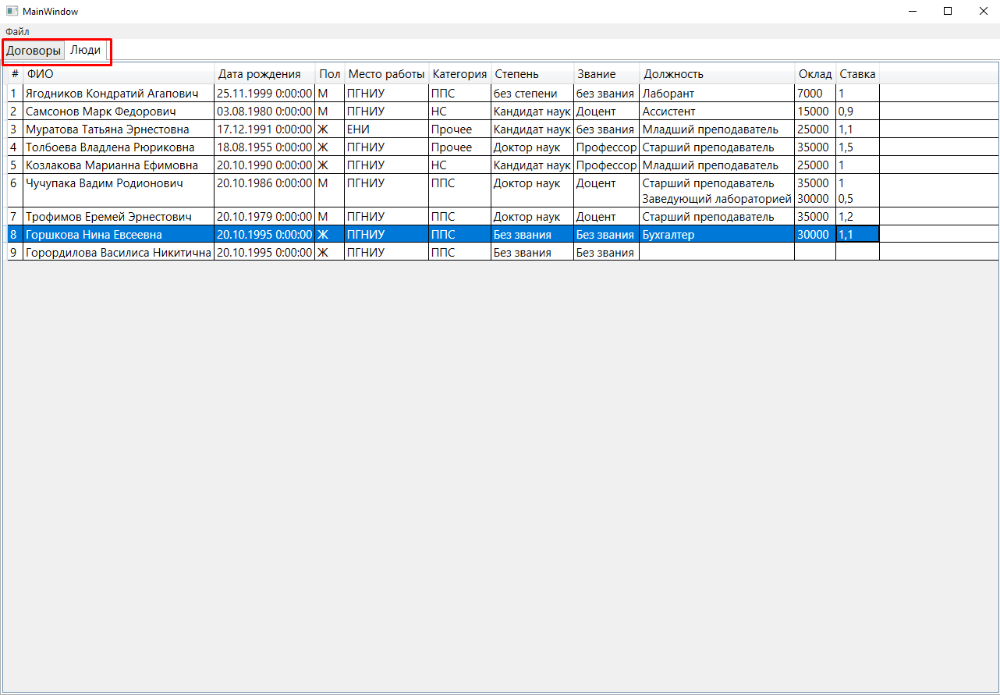 MainWindow
Файл
Договоры Люди
# ФИО Дата рождения Пол Место работы Категория Степень Звание Должность Оклад Ставка
1 Ягодников Кондратий Агапович 25.11.1999 0:00:00 М ПГНИУ ППС без степени без звания Лаборант 7000 1
2 Самсонов Марк Федорович 03.08.1980 0:00:00 М ПГНИУ НС Кандидат наук Доцент Ассистент 15000 0,9
3 Муратова Татьяна Эрнестовна 17.12.1991 0:00:00 Ж ЕНИ Прочее Кандидат наук без звания Младший преподаватель 25000 1,1
4 Толбоева Владлена Рюриковна 18.08.1955 0:00:00 Ж ПГНИУ Прочее Доктор наук Профессор Старший преподаватель 35000 1,5
5 Козлакова Марианна Ефимовна 20.10.1990 0:00:00 Ж ПГНИУ НС Кандидат наук Профессор Младший преподаватель 25000 1
6 Чучупака Вадим Родионович 20.10.1986 0:00:00 М ПГНИУ ППС Доктор наук Доцент Старший преподаватель 35000 1
Заведующий лабораторией 30000 0,5
7 Трофимов Еремей Эрнестович 20.10.1979 0:00:00 М ПГНИУ ППС Доктор наук Доцент Старший преподаватель 35000 1,2
8 Горшкова Нина Евсеевна 20.10.1995 0:00:00 Ж ПГНИУ ППС Без звания Без звания Бухгалтер 30000 1,1
9 Горордилова Василиса Никитична 20.10.1995 0:00:00 Ж ПГНИУ ППС Без звания Без звания